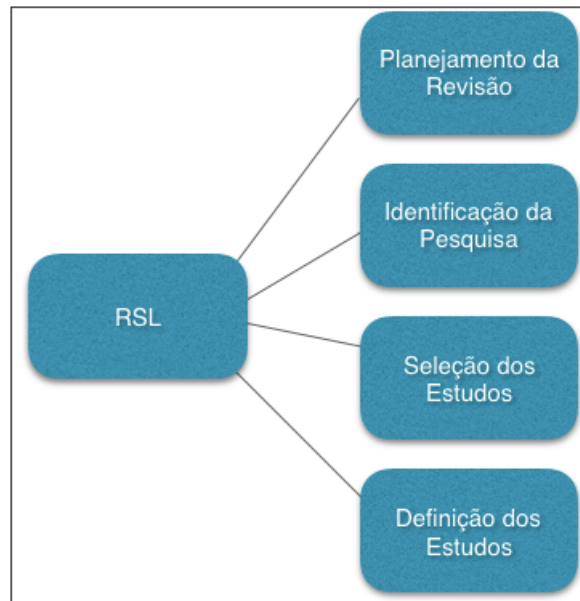 Planejamento da
Revisão
Identificação da
Pesquisa
RSL
Seleção dos
Estudos
Definição dos
Estudos